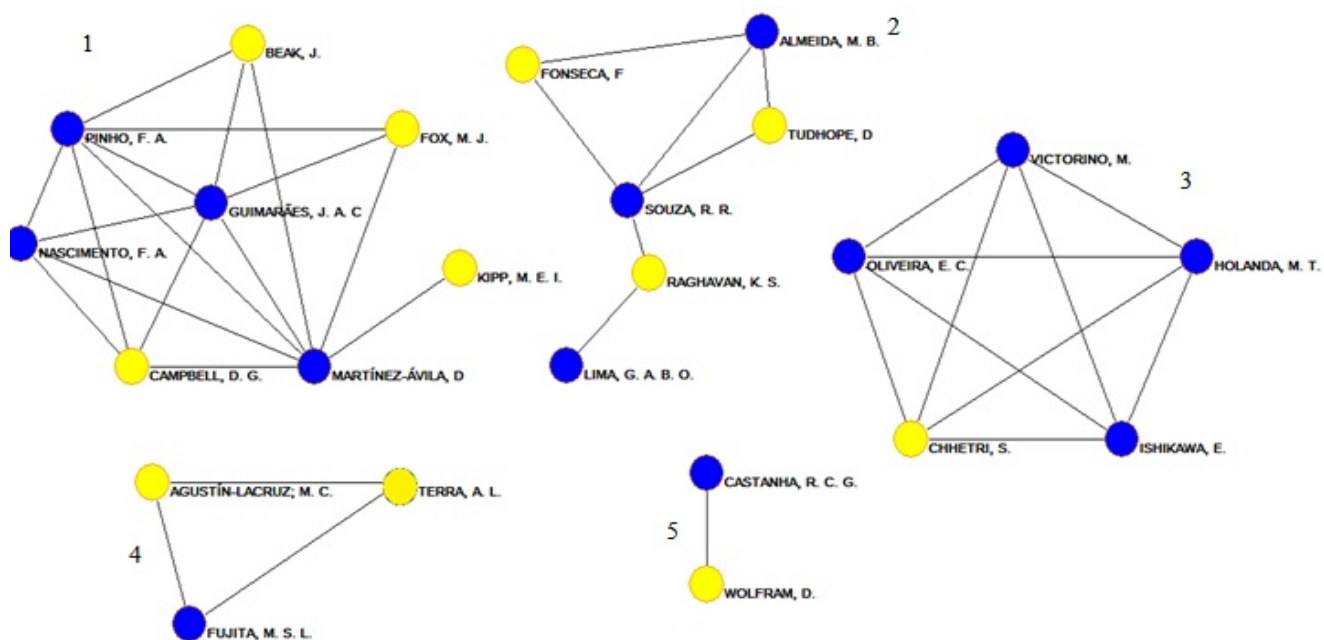 1
BEAK, J.
PINHO, F. A.
FOX, M. J.
GUIMARÃES, J. A. C
NASCIMENTO, F. A.
KIPP, M. E. I.
CAMPBELL, D. G.
MARTÍNEZ-ÁVILA, D
2
ALMEIDA, M. B.
FONSECA, F
TUDHOPE, D
SOUZA, R. R.
RAGHAVAN, K. S.
LIMA, G. A. B. O.
3
VICTORINO, M.
OLIVEIRA, E. C.
HOLANDA, M. T.
CHHETRI, S.
ISHIKAWA, E.
4
AGUSTÍN-LACRUZ; M. C.
TERRA, A. L.
FUJITA, M. S. L.
5
CASTANHA, R. C. G.
WOLFRAM, D.